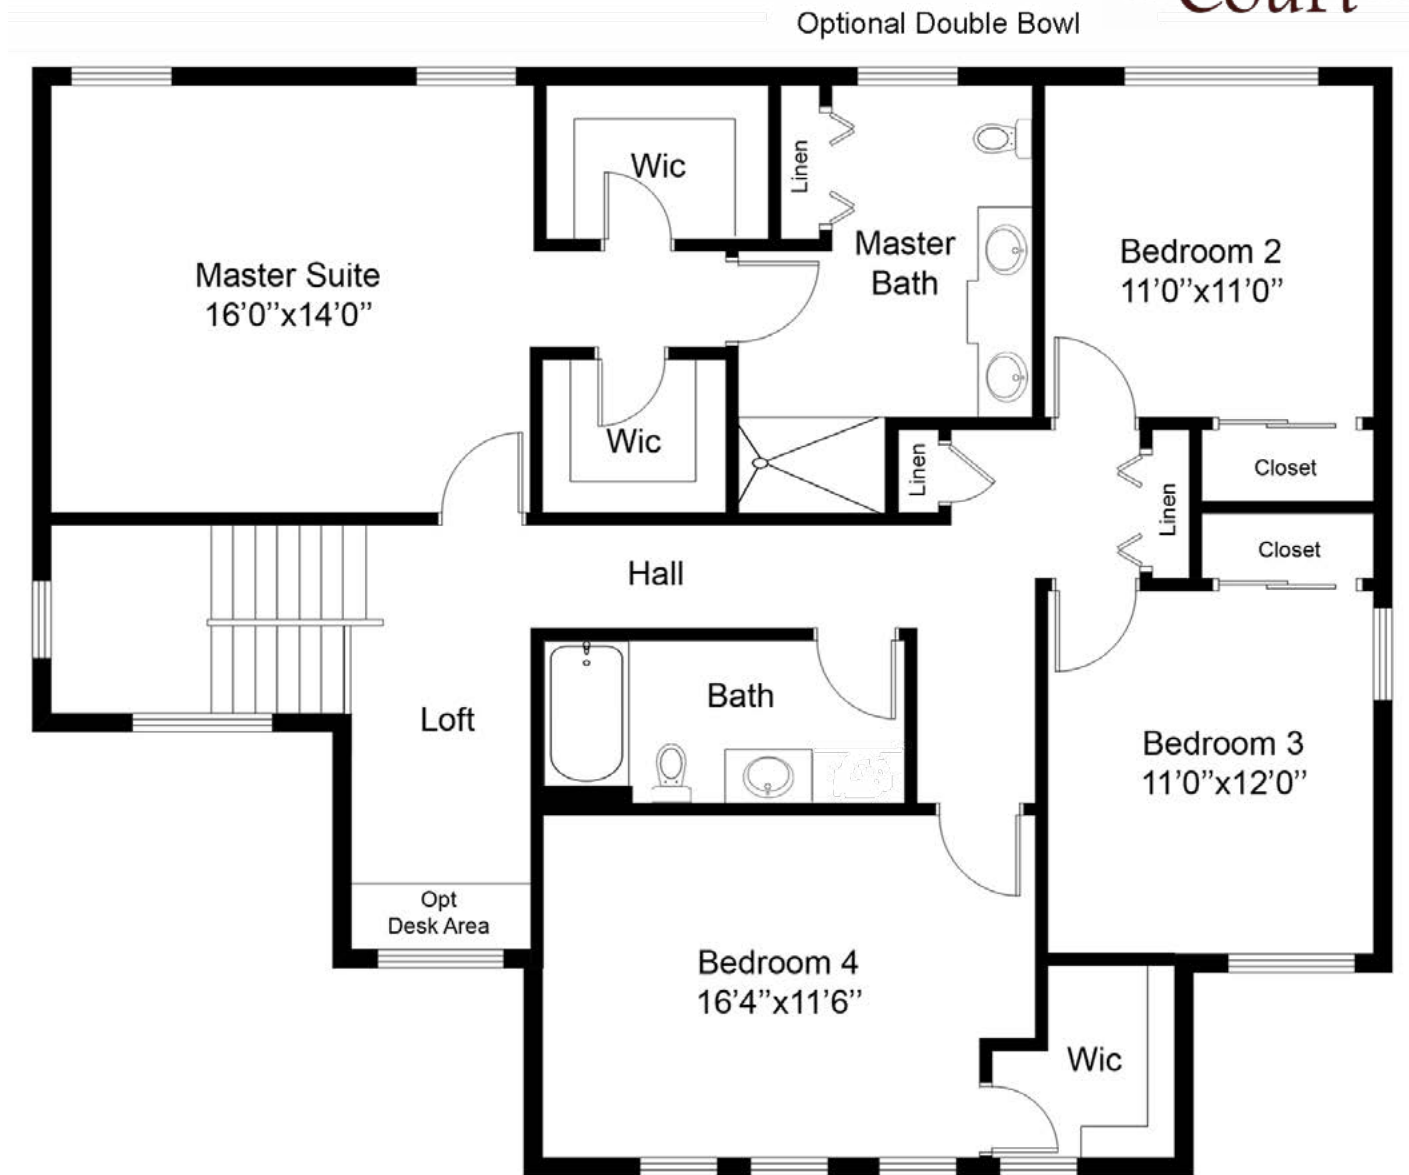 Court
Optional Double Bowl
Wic
Linen
Master Suite
16’0’’x14’0’’
Master
Bath
Bedroom 2
11’0’’x11’0’’
Wic
Linen
Closet
Linen
Closet
Hall
Bath
Loft
Bedroom 3
11’0’’x12’0’’
Opt
Desk Area
Bedroom 4
16’4’’x11’6’’
Wic